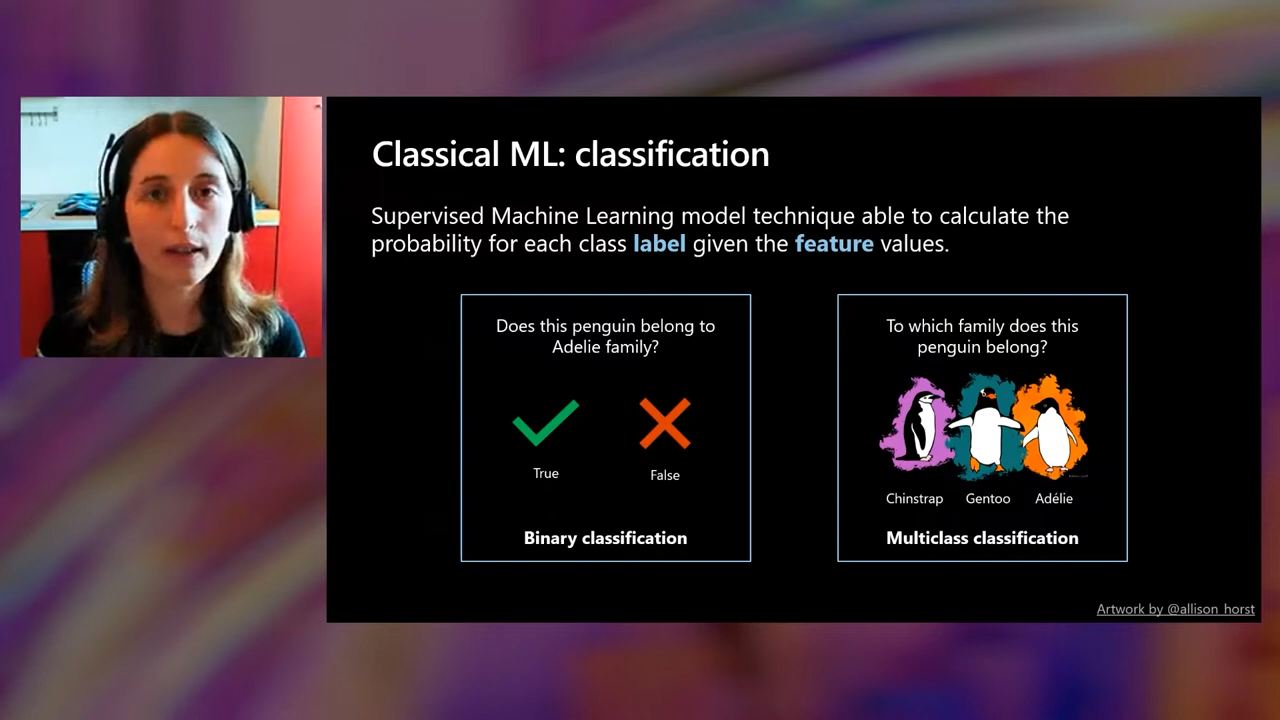 Classical ML: classification
Supervised Machine Learning model technique able to calculate the
probability for each class label given the feature values.
Does this penguin belong to
Adelie family?
True
False
Binary classification
To which family does this
penguin belong?
Chinstrap
Gentoo
Adélie
Multiclass classification
Artwork by @allison_horst